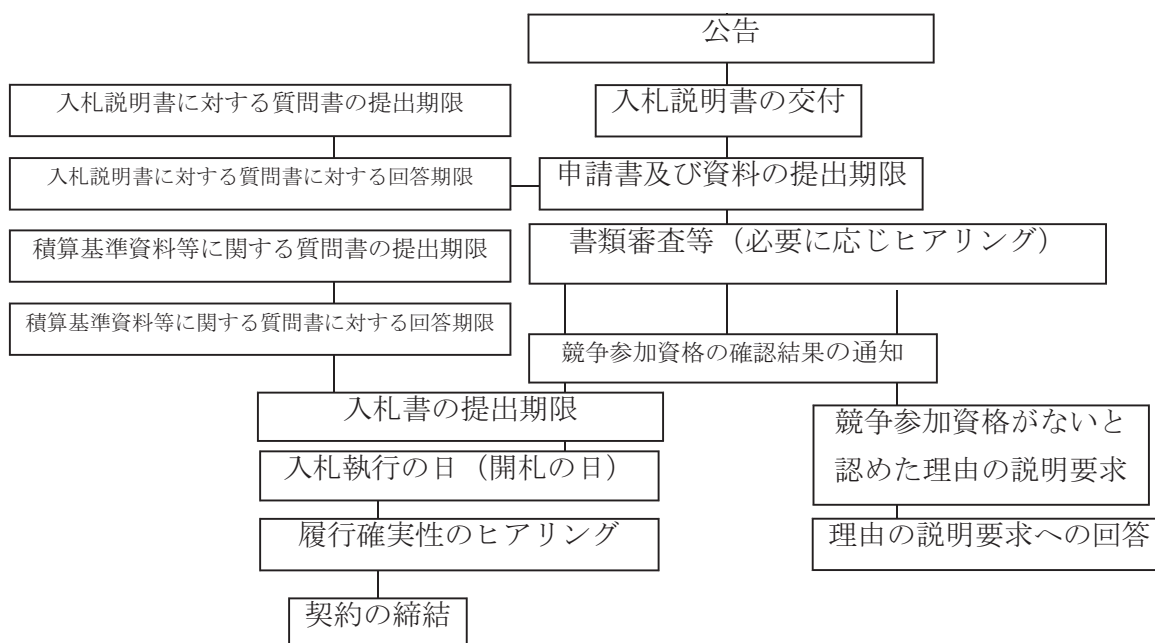 公告
入札説明書に対する質問書の提出期限
入札説明書の交付
入札説明書に対する質問書に対する回答期限
申請書及び資料の提出期限
積算基準資料等に関する質問書の提出期限
書類審査等（必要に応じヒアリング）
積算基準資料等に関する質問書に対する回答期限
競争参加資格の確認結果の通知
入札書の提出期限
競争参加資格がないと
認めた理由の説明要求
入札執行の日（開札の日）
履行確実性のヒアリング
理由の説明要求への回答
契約の締結